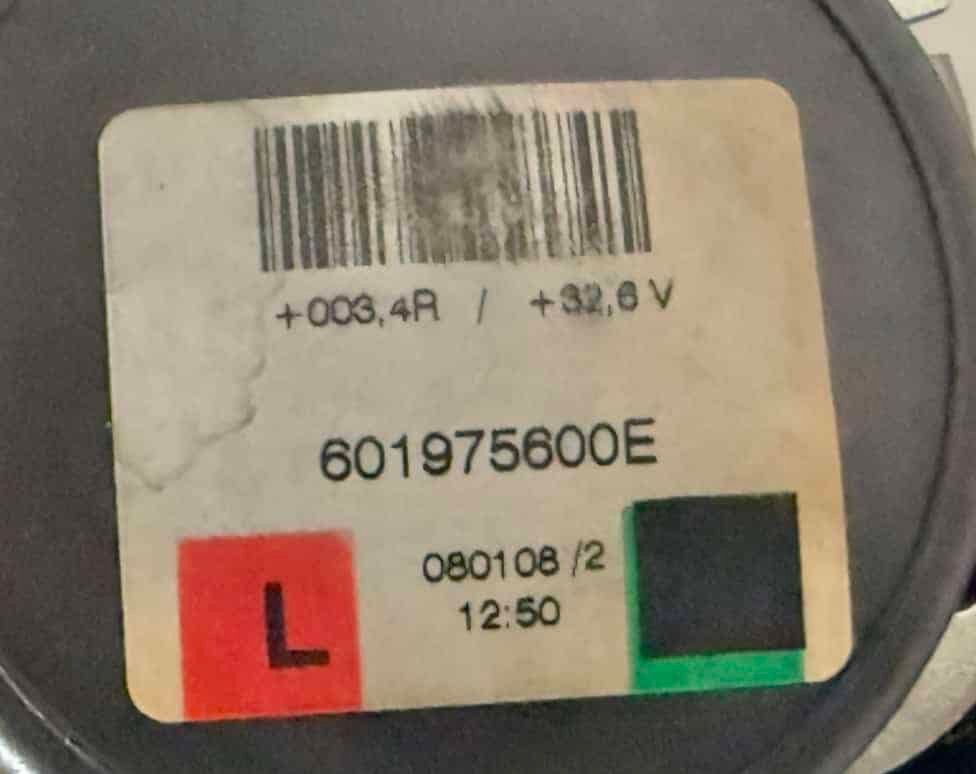 +003,4R / +32,6 V
601975600E
L
080108 /2
12:50